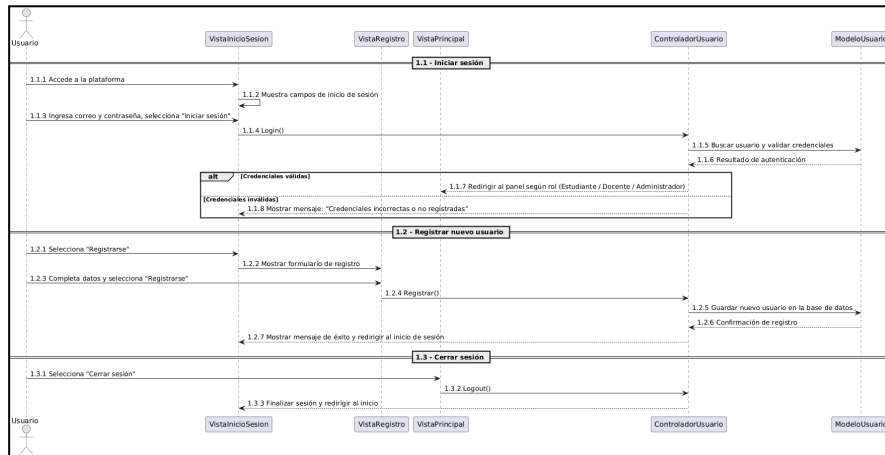 Usuario
VistaInicioSesion
VistaRegistro
VistaPrincipal
ControladorUsuario
ModeloUsuario
1.1 - Iniciar sesión
1.1.1 Accede a la plataforma
1.1.2 Muestra campos de inicio de sesión
1.1.3 Ingresa correo y contraseña, selecciona "Iniciar sesión"
1.1.4 Login()
1.1.5 Buscar usuario y validar credenciales
1.1.6 Resultado de autenticación
alt [Credenciales válidas]
1.1.7 Redirigir al panel según rol (Estudiante / Docente / Administrador)
[Credenciales inválidas]
1.1.8 Mostrar mensaje: "Credenciales incorrectas o no registradas"
1.2 - Registrar nuevo usuario
1.2.1 Selecciona "Registrarse"
1.2.2 Mostrar formulario de registro
1.2.3 Completa datos y selecciona "Registrarse"
1.2.4 Registrar()
1.2.5 Guardar nuevo usuario en la base de datos
1.2.6 Confirmación de registro
1.2.7 Mostrar mensaje de éxito y redirigir al inicio de sesión
1.3 - Cerrar sesión
1.3.1 Selecciona "Cerrar sesión"
1.3.2 Logout()
1.3.3 Finalizar sesión y redirigir al inicio
Usuario
VistaInicioSesion
VistaRegistro
VistaPrincipal
ControladorUsuario
ModeloUsuario